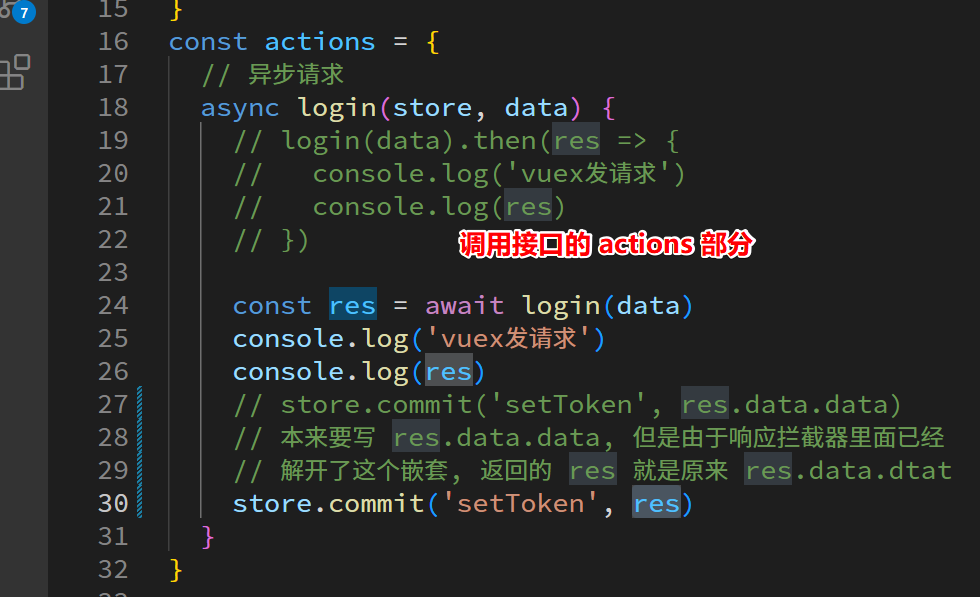 7
15 }
16 const actions = {
17 // 异步请求
18 async login(store, data) {
19 // login(data).then(res => {
20 //   console.log('vuex发请求')
21 //   console.log(res)
22 // })
调用接口的 actions 部分
23
24 const res = await login(data)
25 console.log('vuex发请求')
26 console.log(res)
27 // store.commit('setToken', res.data.data)
28 // 本来要写 res.data.data, 但是由于响应拦截器里面已经
29 // 解开了这个嵌套, 返回的 res 就是原来 res.data.dtat
30 store.commit('setToken', res)
31 }
32 }